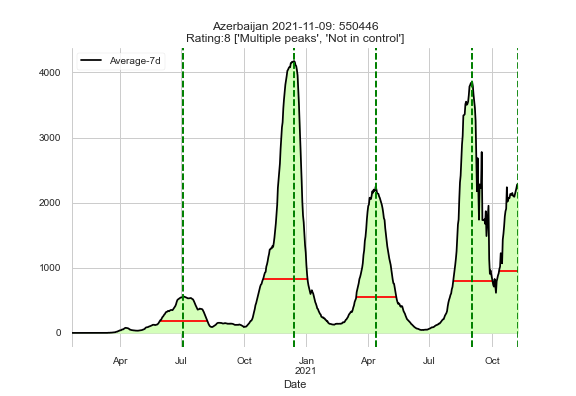 Azerbaijan 2021-11-09: 550446
Rating:8 ['Multiple peaks', 'Not in control']
Average-7d
4000
3000
2000
1000
0
Apr Jul Oct Jan Apr Jul Oct
2021
Date